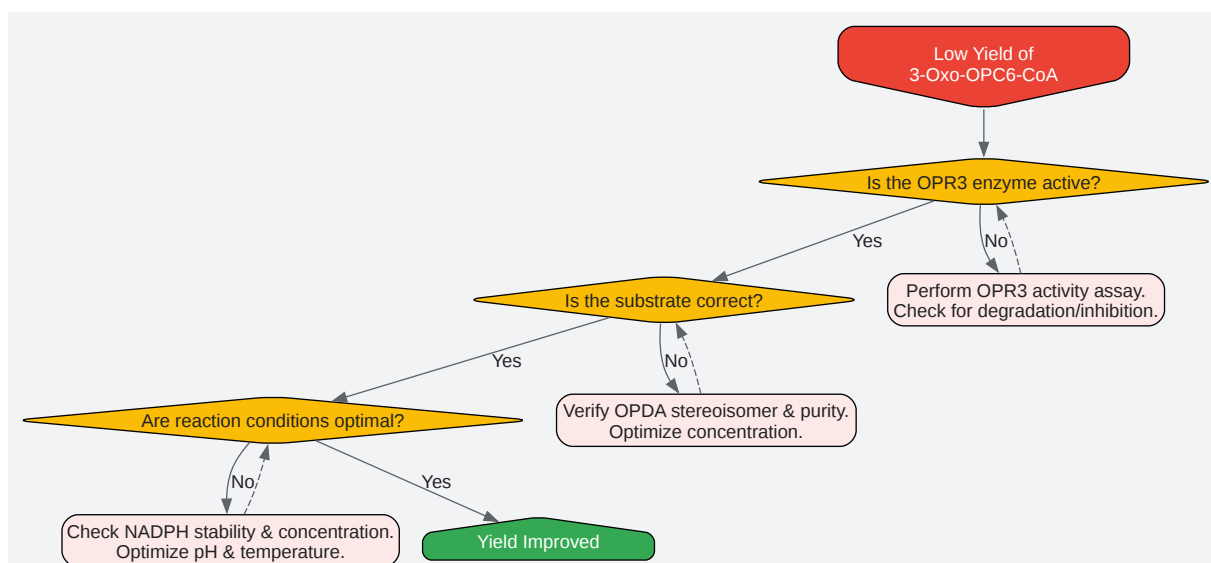 Low Yield of
3-Oxo-OPC6-CoA
Is the OPR3 enzyme active?
Yes
No
Perform OPR3 activity assay.
Check for degradation/inhibition.
Is the substrate correct?
Yes
No
Verify OPDA stereoisomer & purity.
Optimize concentration.
Are reaction conditions optimal?
No
Yes
Check NADPH stability & concentration.
Optimize pH & temperature.
Yield Improved